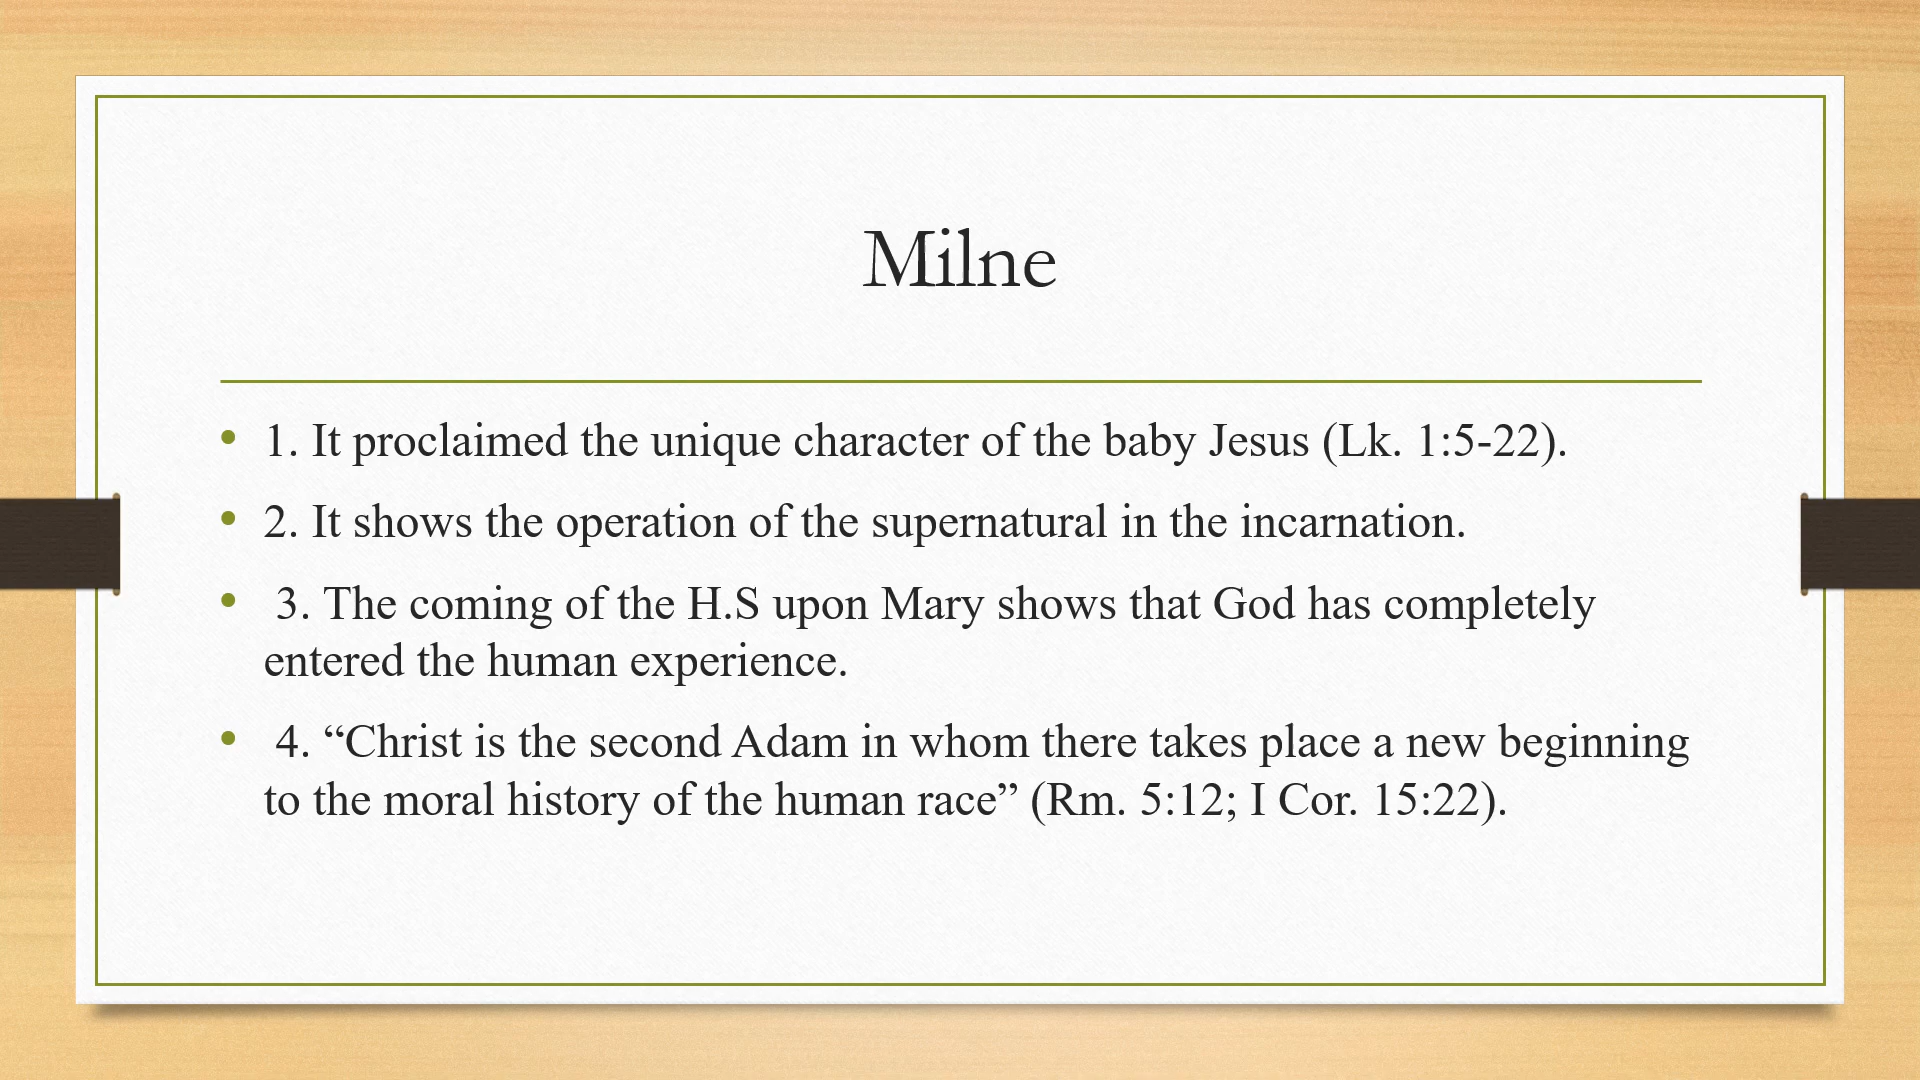 Milne
• 1. It proclaimed the unique character of the baby Jesus (Lk. 1:5-22).
• 2. It shows the operation of the supernatural in the incarnation.
• 3. The coming of the H.S upon Mary shows that God has completely
entered the human experience.
• 4. “Christ is the second Adam in whom there takes place a new beginning
to the moral history of the human race” (Rm. 5:12; I Cor. 15:22).